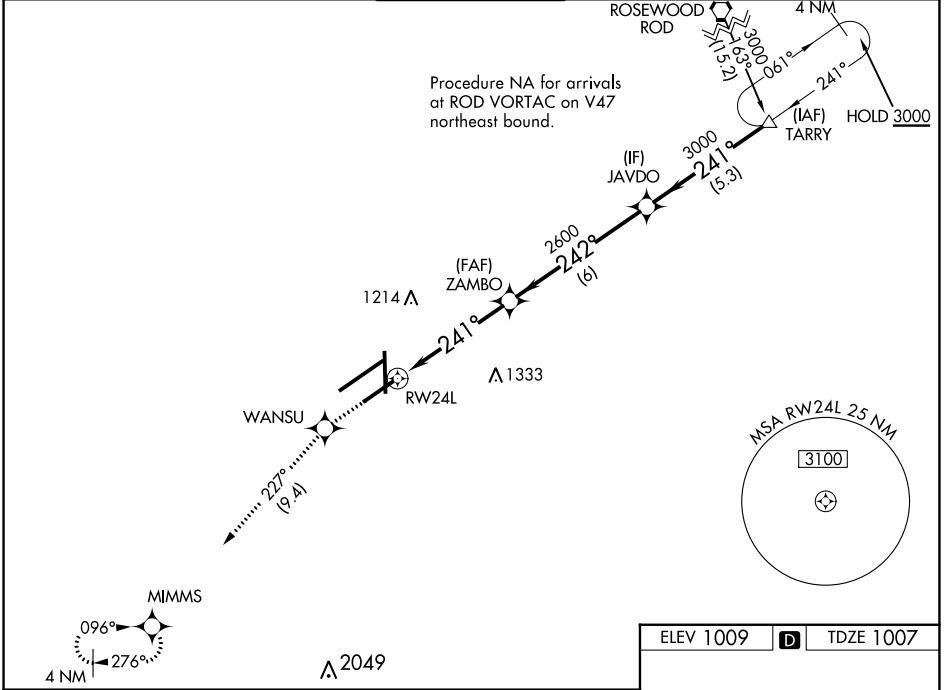 ROSEWOOD
ROD
3000
163°
(15.2)
4 NM
061°
241°
HOLD 3000
(IAF)
TARRY
Procedure NA for arrivals
at ROD VORTAC on V47
northeast bound.
3000
241°
(5.3)
(IF)
JAVDO
2600
242°
(6)
(FAF)
ZAMBO
1214
241°
1333
RW24L
WANSU
227°
(9.4)
MSA RW24L 25 NM
3100
MIMMS
096°
276°
4 NM
2049
ELEV 1009 D TDZE 1007